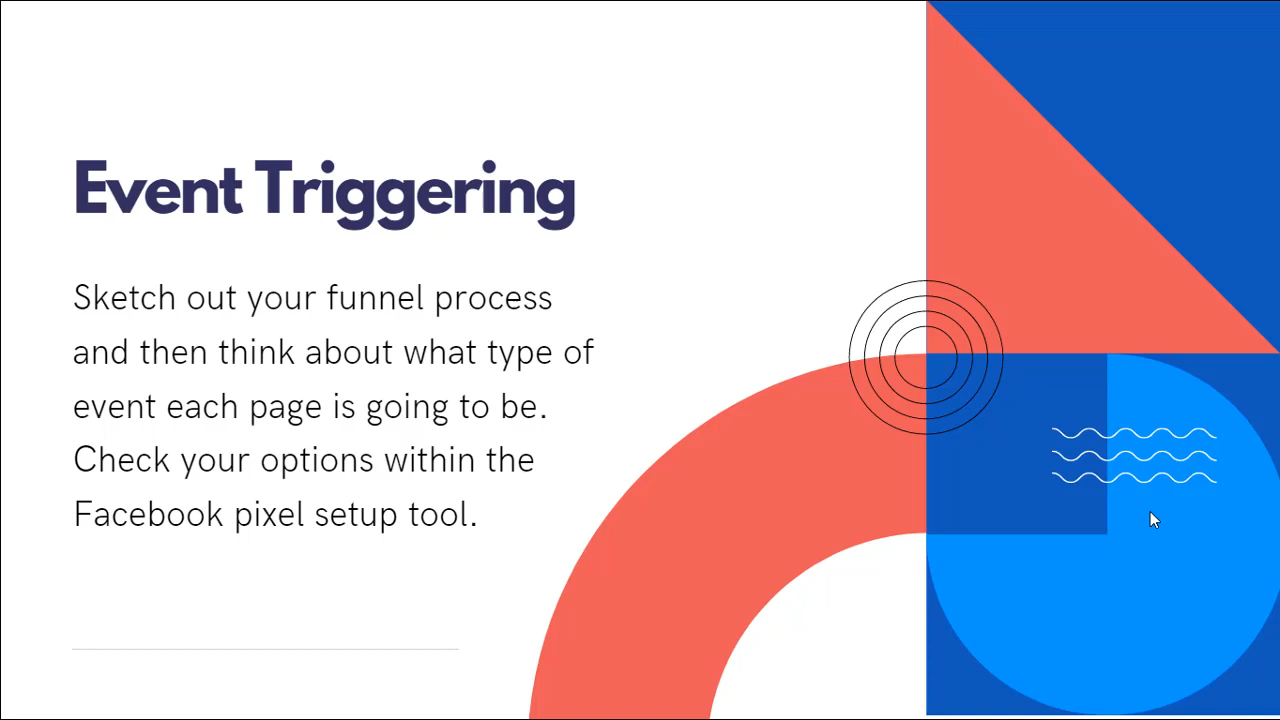 Event Triggering
Sketch out your funnel process
and then think about what type of
event each page is going to be.
Check your options within the
Facebook pixel setup tool.